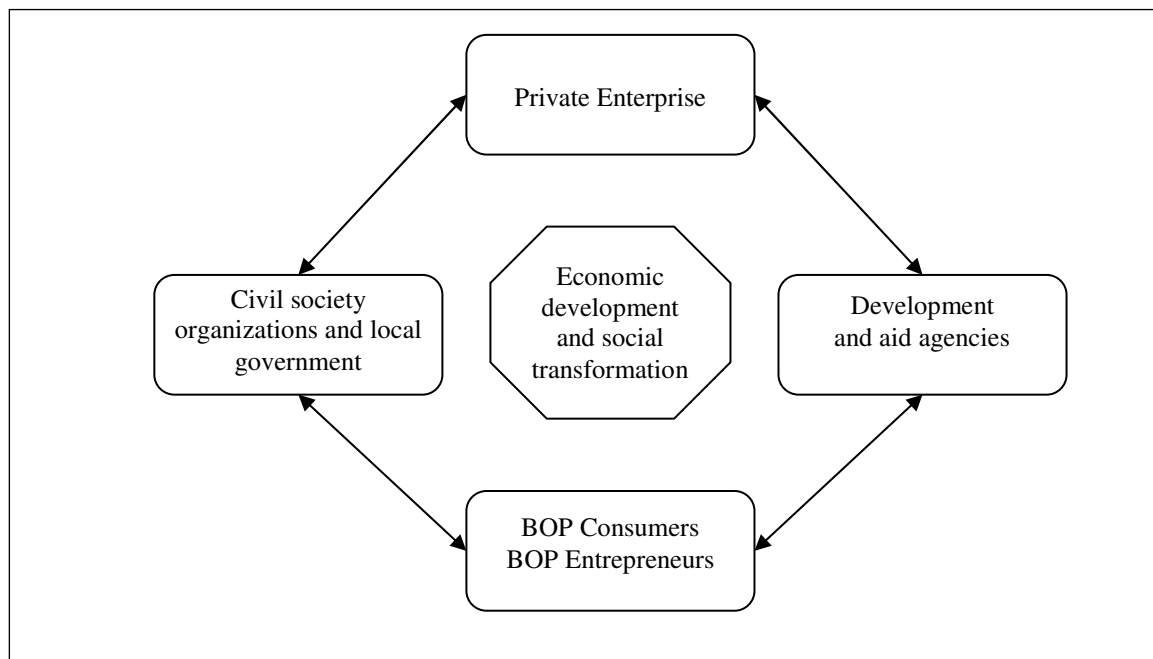 Private Enterprise
Civil society
organizations and local
government
Economic
development
and social
transformation
Development
and aid agencies
BOP Consumers
BOP Entrepreneurs